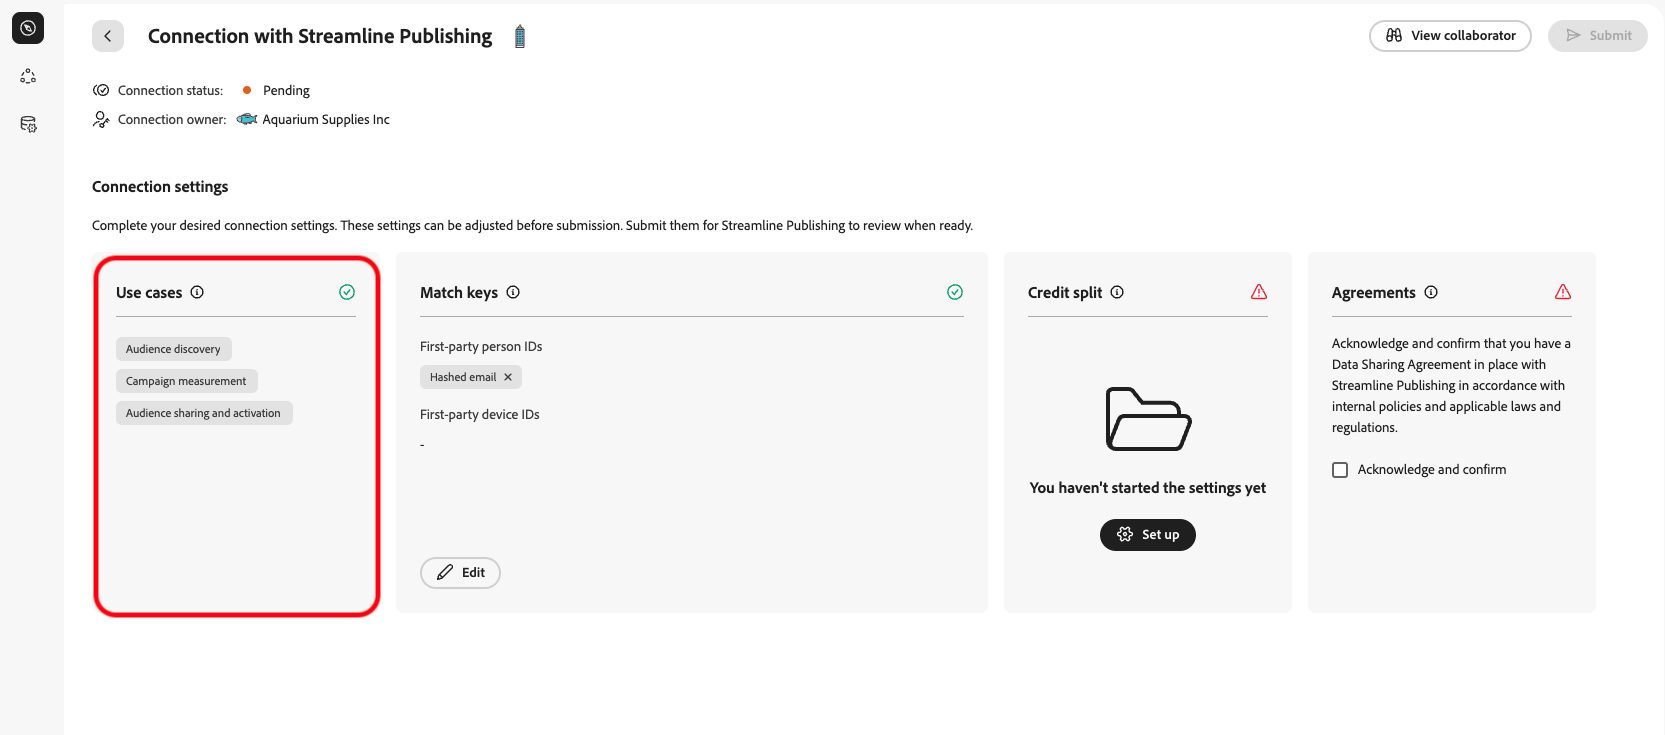 Connection with Streamline Publishing
View collaborator
Submit
Connection status: Pending
Connection owner: Aquarium Supplies Inc
Connection settings
Complete your desired connection settings. These settings can be adjusted before submission. Submit them for Streamline Publishing to review when ready.
Use cases
Audience discovery
Campaign measurement
Audience sharing and activation
Match keys
First-party person IDs
Hashed email
First-party device IDs
-
Edit
Credit split
You haven't started the settings yet
Set up
Agreements
Acknowledge and confirm that you have a
Data Sharing Agreement in place with
Streamline Publishing in accordance with
internal policies and applicable laws and
regulations.
Acknowledge and confirm